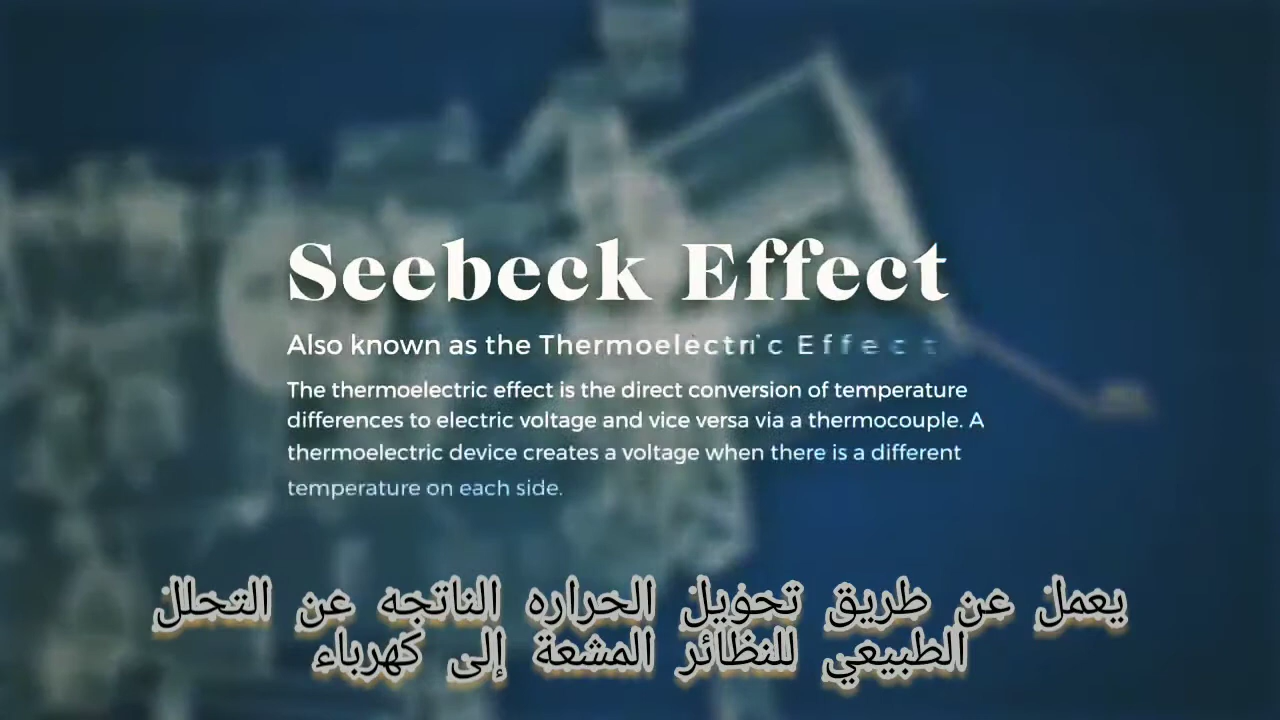 Seebeck Effect
Also known as the Thermoelectric Effect
The thermoelectric effect is the direct conversion of temperature
differences to electric voltage and vice versa via a thermocouple. A
thermoelectric device creates a voltage when there is a different
temperature on each side.
يعمل عن طريق تحويل الحراره الناتجه عن التحلل
الطبيعي للنظائر المشعة إلى كهرباء